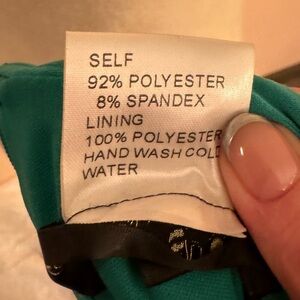 SELF
92% POLYESTER
8% SPANDEX
LINING
100% POLYESTER
HAND WASH COLD
WATER